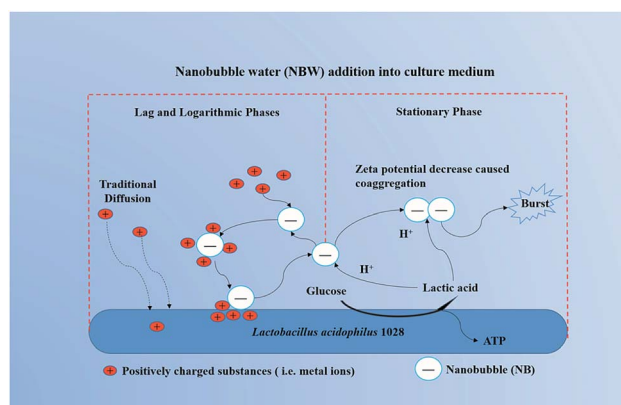 Nanobubble water (NBW) addition into culture medium
Lag and Logarithmic Phases
Stationary Phase
Traditional
Diffusion
Zeta potential decrease caused
coaggregation
Burst
H⁺
H⁺
Glucose
Lactic acid
Lactobacillus acidophilus 1028
ATP
Positively charged substances ( i.e. metal ions)
Nanobubble (NB)